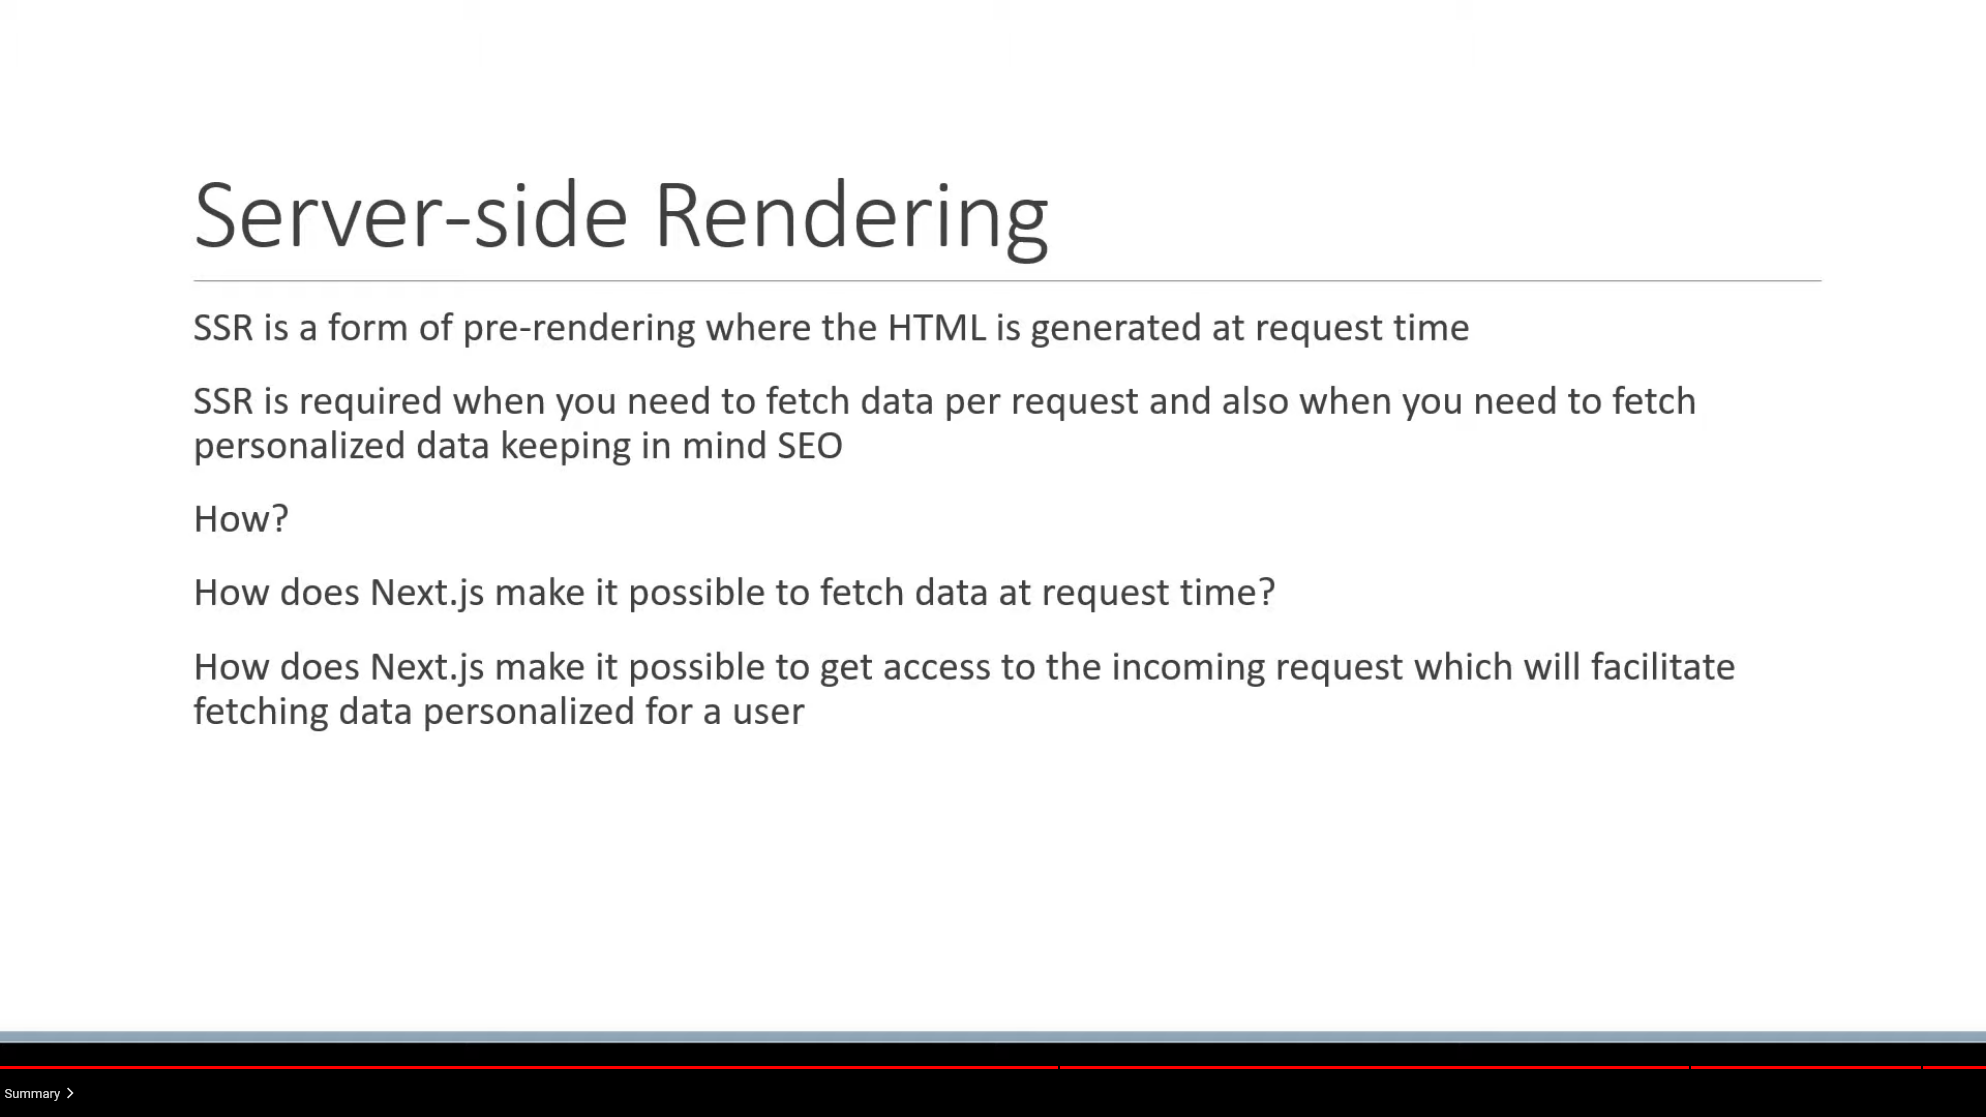 Server-side Rendering
SSR is a form of pre-rendering where the HTML is generated at request time
SSR is required when you need to fetch data per request and also when you need to fetch
personalized data keeping in mind SEO
How?
How does Next.js make it possible to fetch data at request time?
How does Next.js make it possible to get access to the incoming request which will facilitate
fetching data personalized for a user
Summary